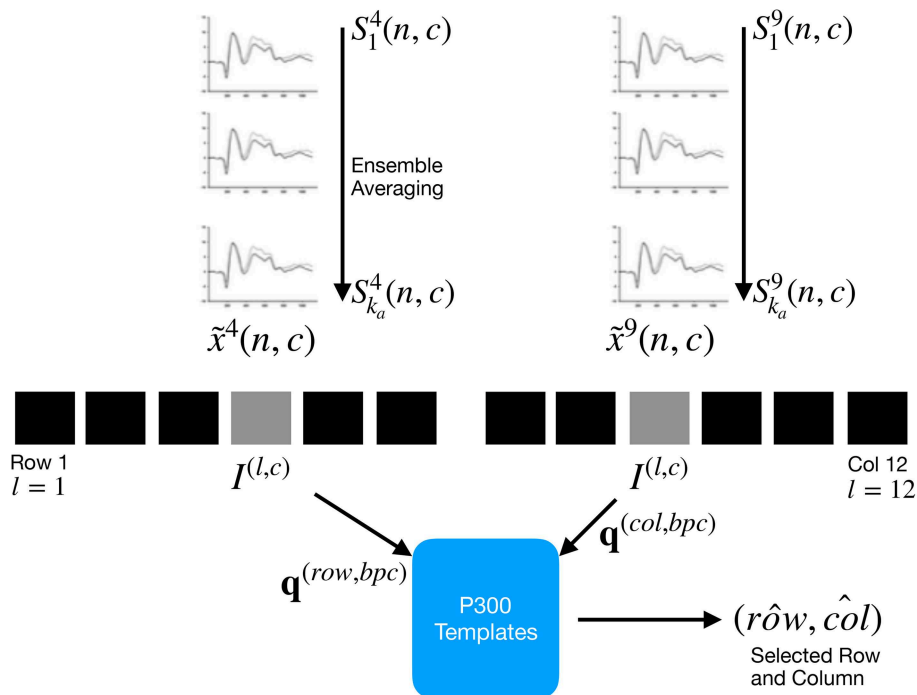 S_1^4(n, c)
S_1^9(n, c)
Ensemble
Averaging
S_{k_a}^4(n, c)
S_{k_a}^9(n, c)
x̃^4(n, c)
x̃^9(n, c)
Row 1
l = 1
I^{(l,c)}
I^{(l,c)}
Col 12
l = 12
q^{(row,bpc)}
q^{(col,bpc)}
P300
Templates
(rôw, côl)
Selected Row
and Column